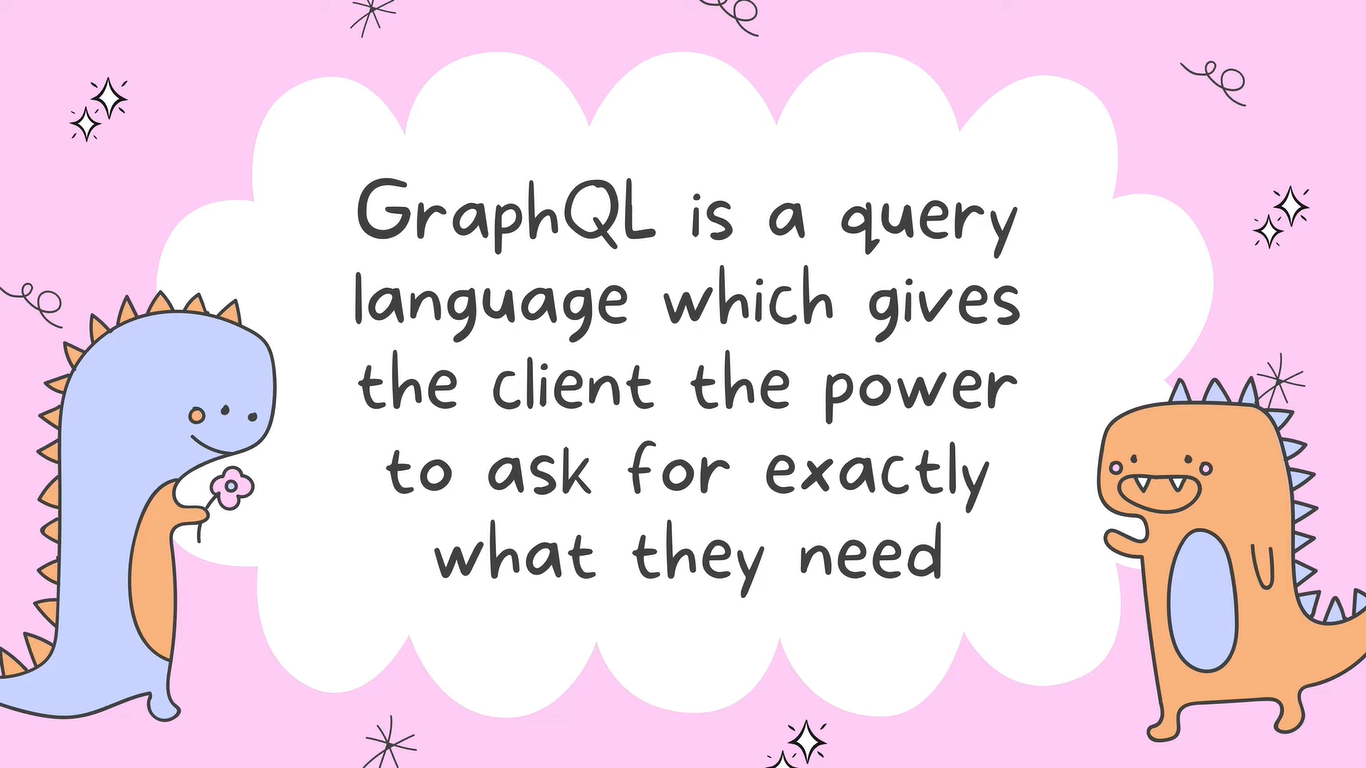 GraphQL is a query
language which gives
the client the power
to ask for exactly
what they need